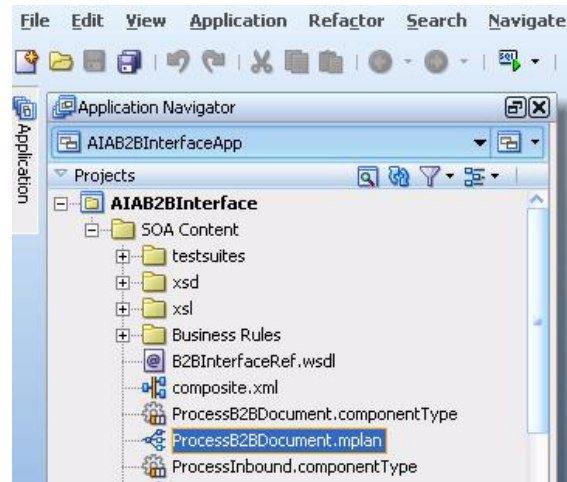 File Edit View Application Refactor Search Navigate
SQL
Application Navigator
Application
AIAB2BInterfaceApp
Projects
AIAB2BInterface
SOA Content
testsuites
xsd
xsl
Business Rules
B2BInterfaceRef.wsdl
composite.xml
ProcessB2BDocument.componentType
ProcessB2BDocument.mplan
ProcessInbound.componentType